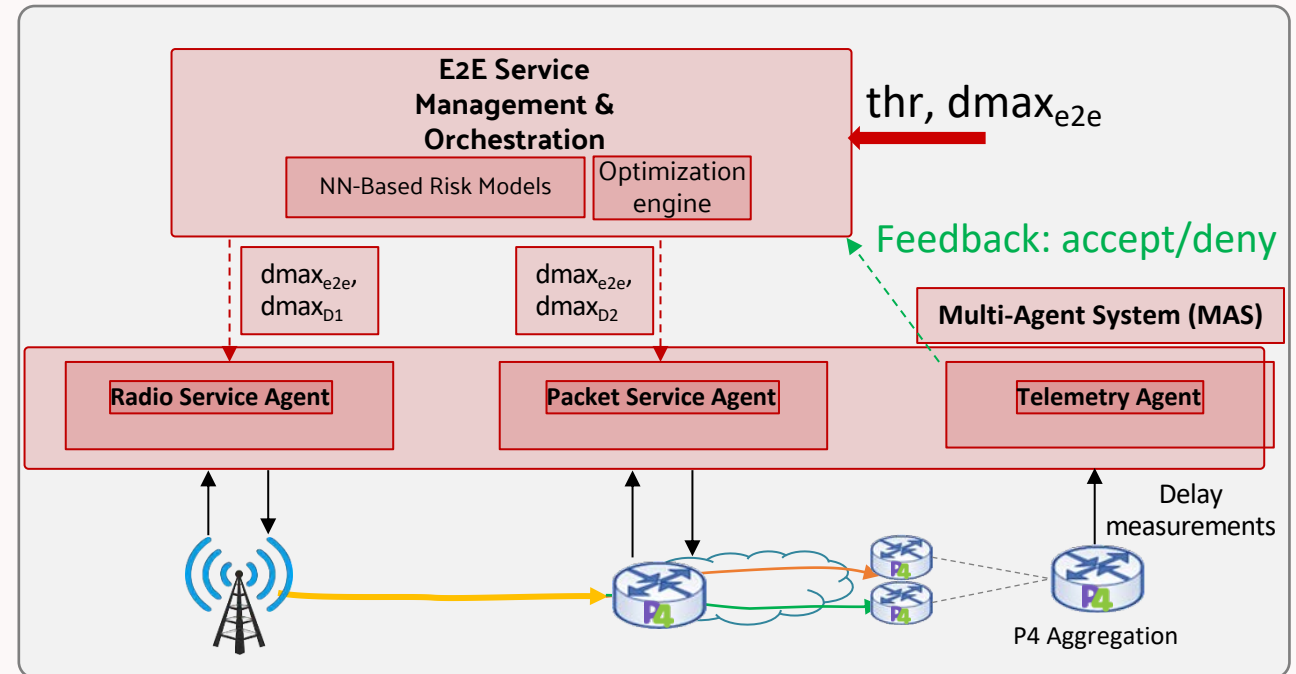 E2E Service
Management &
Orchestration
thr, dmaxe2e
NN-Based Risk Models
Optimization
engine
Feedback: accept/deny
dmaxe2e,
dmaxD1
dmaxe2e,
dmaxD2
Multi-Agent System (MAS)
Radio Service Agent
Packet Service Agent
Telemetry Agent
Delay
measurements
P4
P4
P4
P4
P4 Aggregation